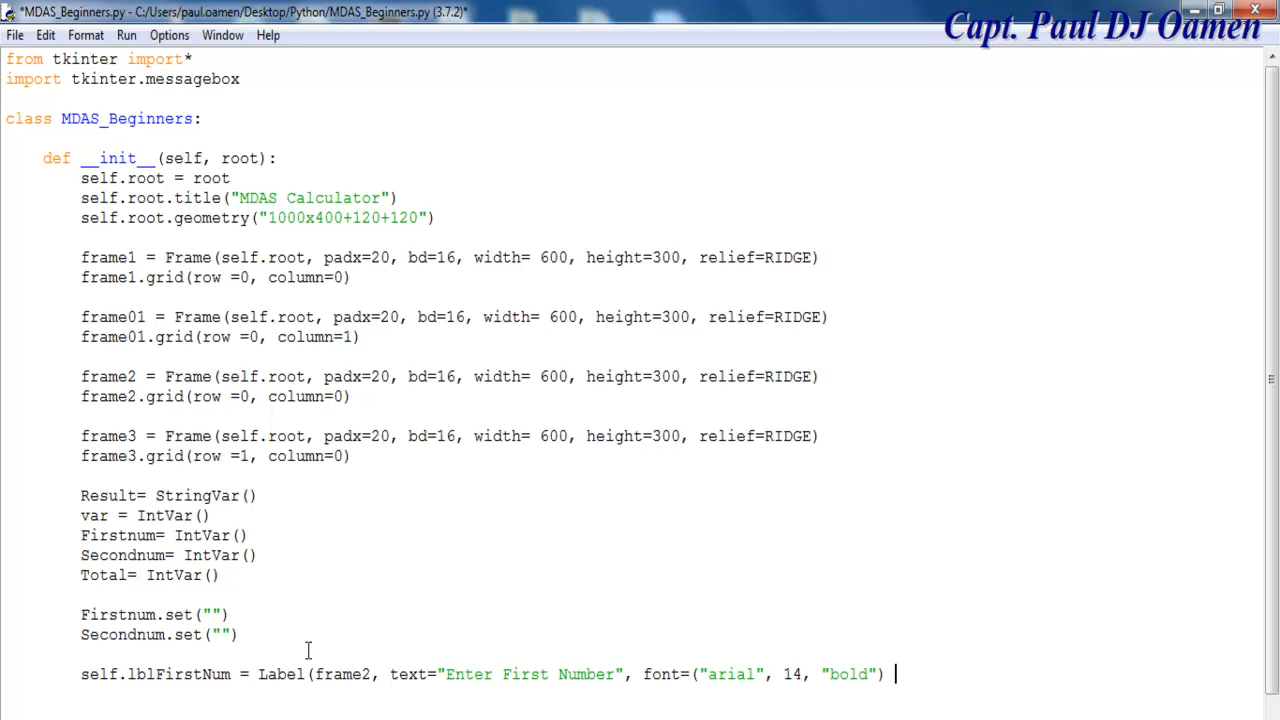 *MDAS_Beginners.py - C:/Users/paul.oamen/Desktop/Python/MDAS_Beginners.py (3.7.2)*
Capt. Paul DJ Oamen
File Edit Format Run Options Window Help
from tkinter import*
import tkinter.messagebox
class MDAS_Beginners:
def __init__(self, root):
self.root = root
self.root.title("MDAS Calculator")
self.root.geometry("1000x400+120+120")
frame1 = Frame(self.root, padx=20, bd=16, width= 600, height=300, relief=RIDGE)
frame1.grid(row =0, column=0)
frame01 = Frame(self.root, padx=20, bd=16, width= 600, height=300, relief=RIDGE)
frame01.grid(row =0, column=1)
frame2 = Frame(self.root, padx=20, bd=16, width= 600, height=300, relief=RIDGE)
frame2.grid(row =0, column=0)
frame3 = Frame(self.root, padx=20, bd=16, width= 600, height=300, relief=RIDGE)
frame3.grid(row =1, column=0)
Result= StringVar()
var = IntVar()
Firstnum= IntVar()
Secondnum= IntVar()
Total= IntVar()
Firstnum.set("")
Secondnum.set("")
self.lblFirstNum = Label(frame2, text="Enter First Number", font=("arial", 14, "bold")